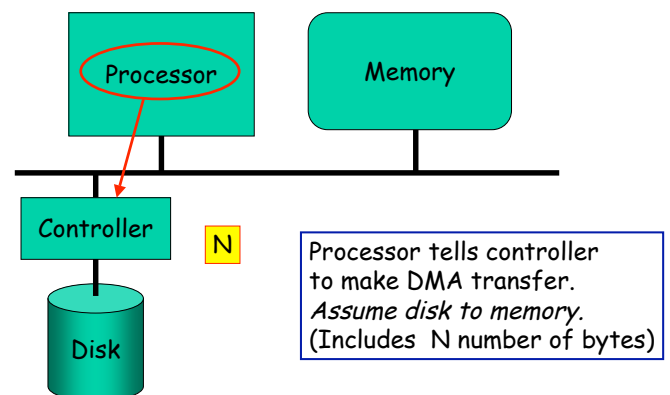 Processor
Memory
Controller
N
Processor tells controller
to make DMA transfer.
Assume disk to memory.
(Includes N number of bytes)
Disk